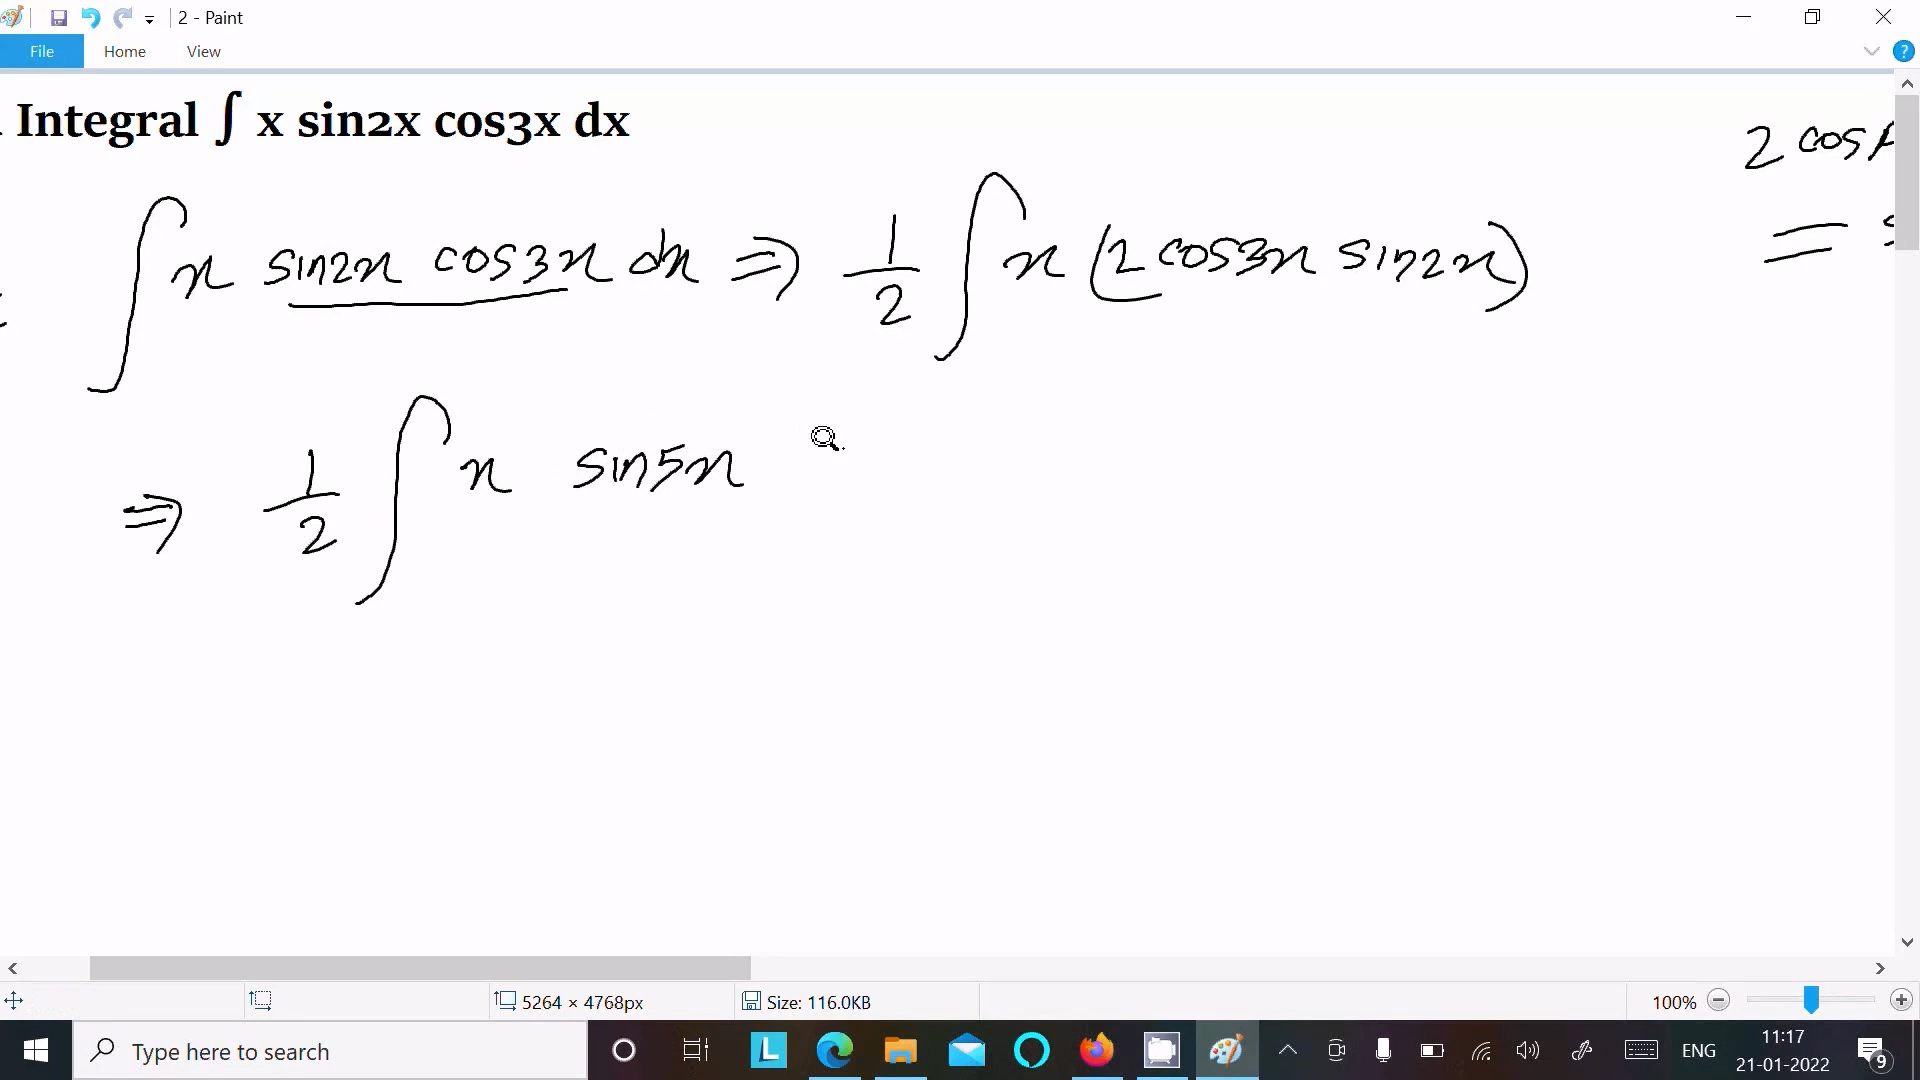 2 - Paint
File Home View
Integral ∫ x sin2x cos3x dx
2 cosA
∫ x sin2x cos3x dx ⇒ 1/2 ∫ x (2 cos3x sin2x)
=
⇒ 1/2 ∫ x sin5x
5264 × 4768px Size: 116.0KB 100%
Type here to search
L
ENG
11:17
21-01-2022
9